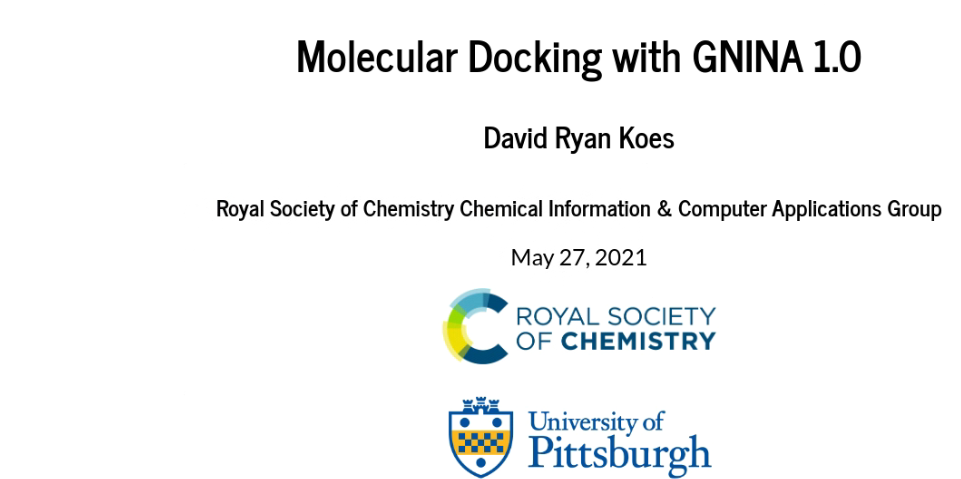 Molecular Docking with GNINA 1.0
David Ryan Koes
Royal Society of Chemistry Chemical Information & Computer Applications Group
May 27, 2021
ROYAL SOCIETY
OF CHEMISTRY
University of
Pittsburgh